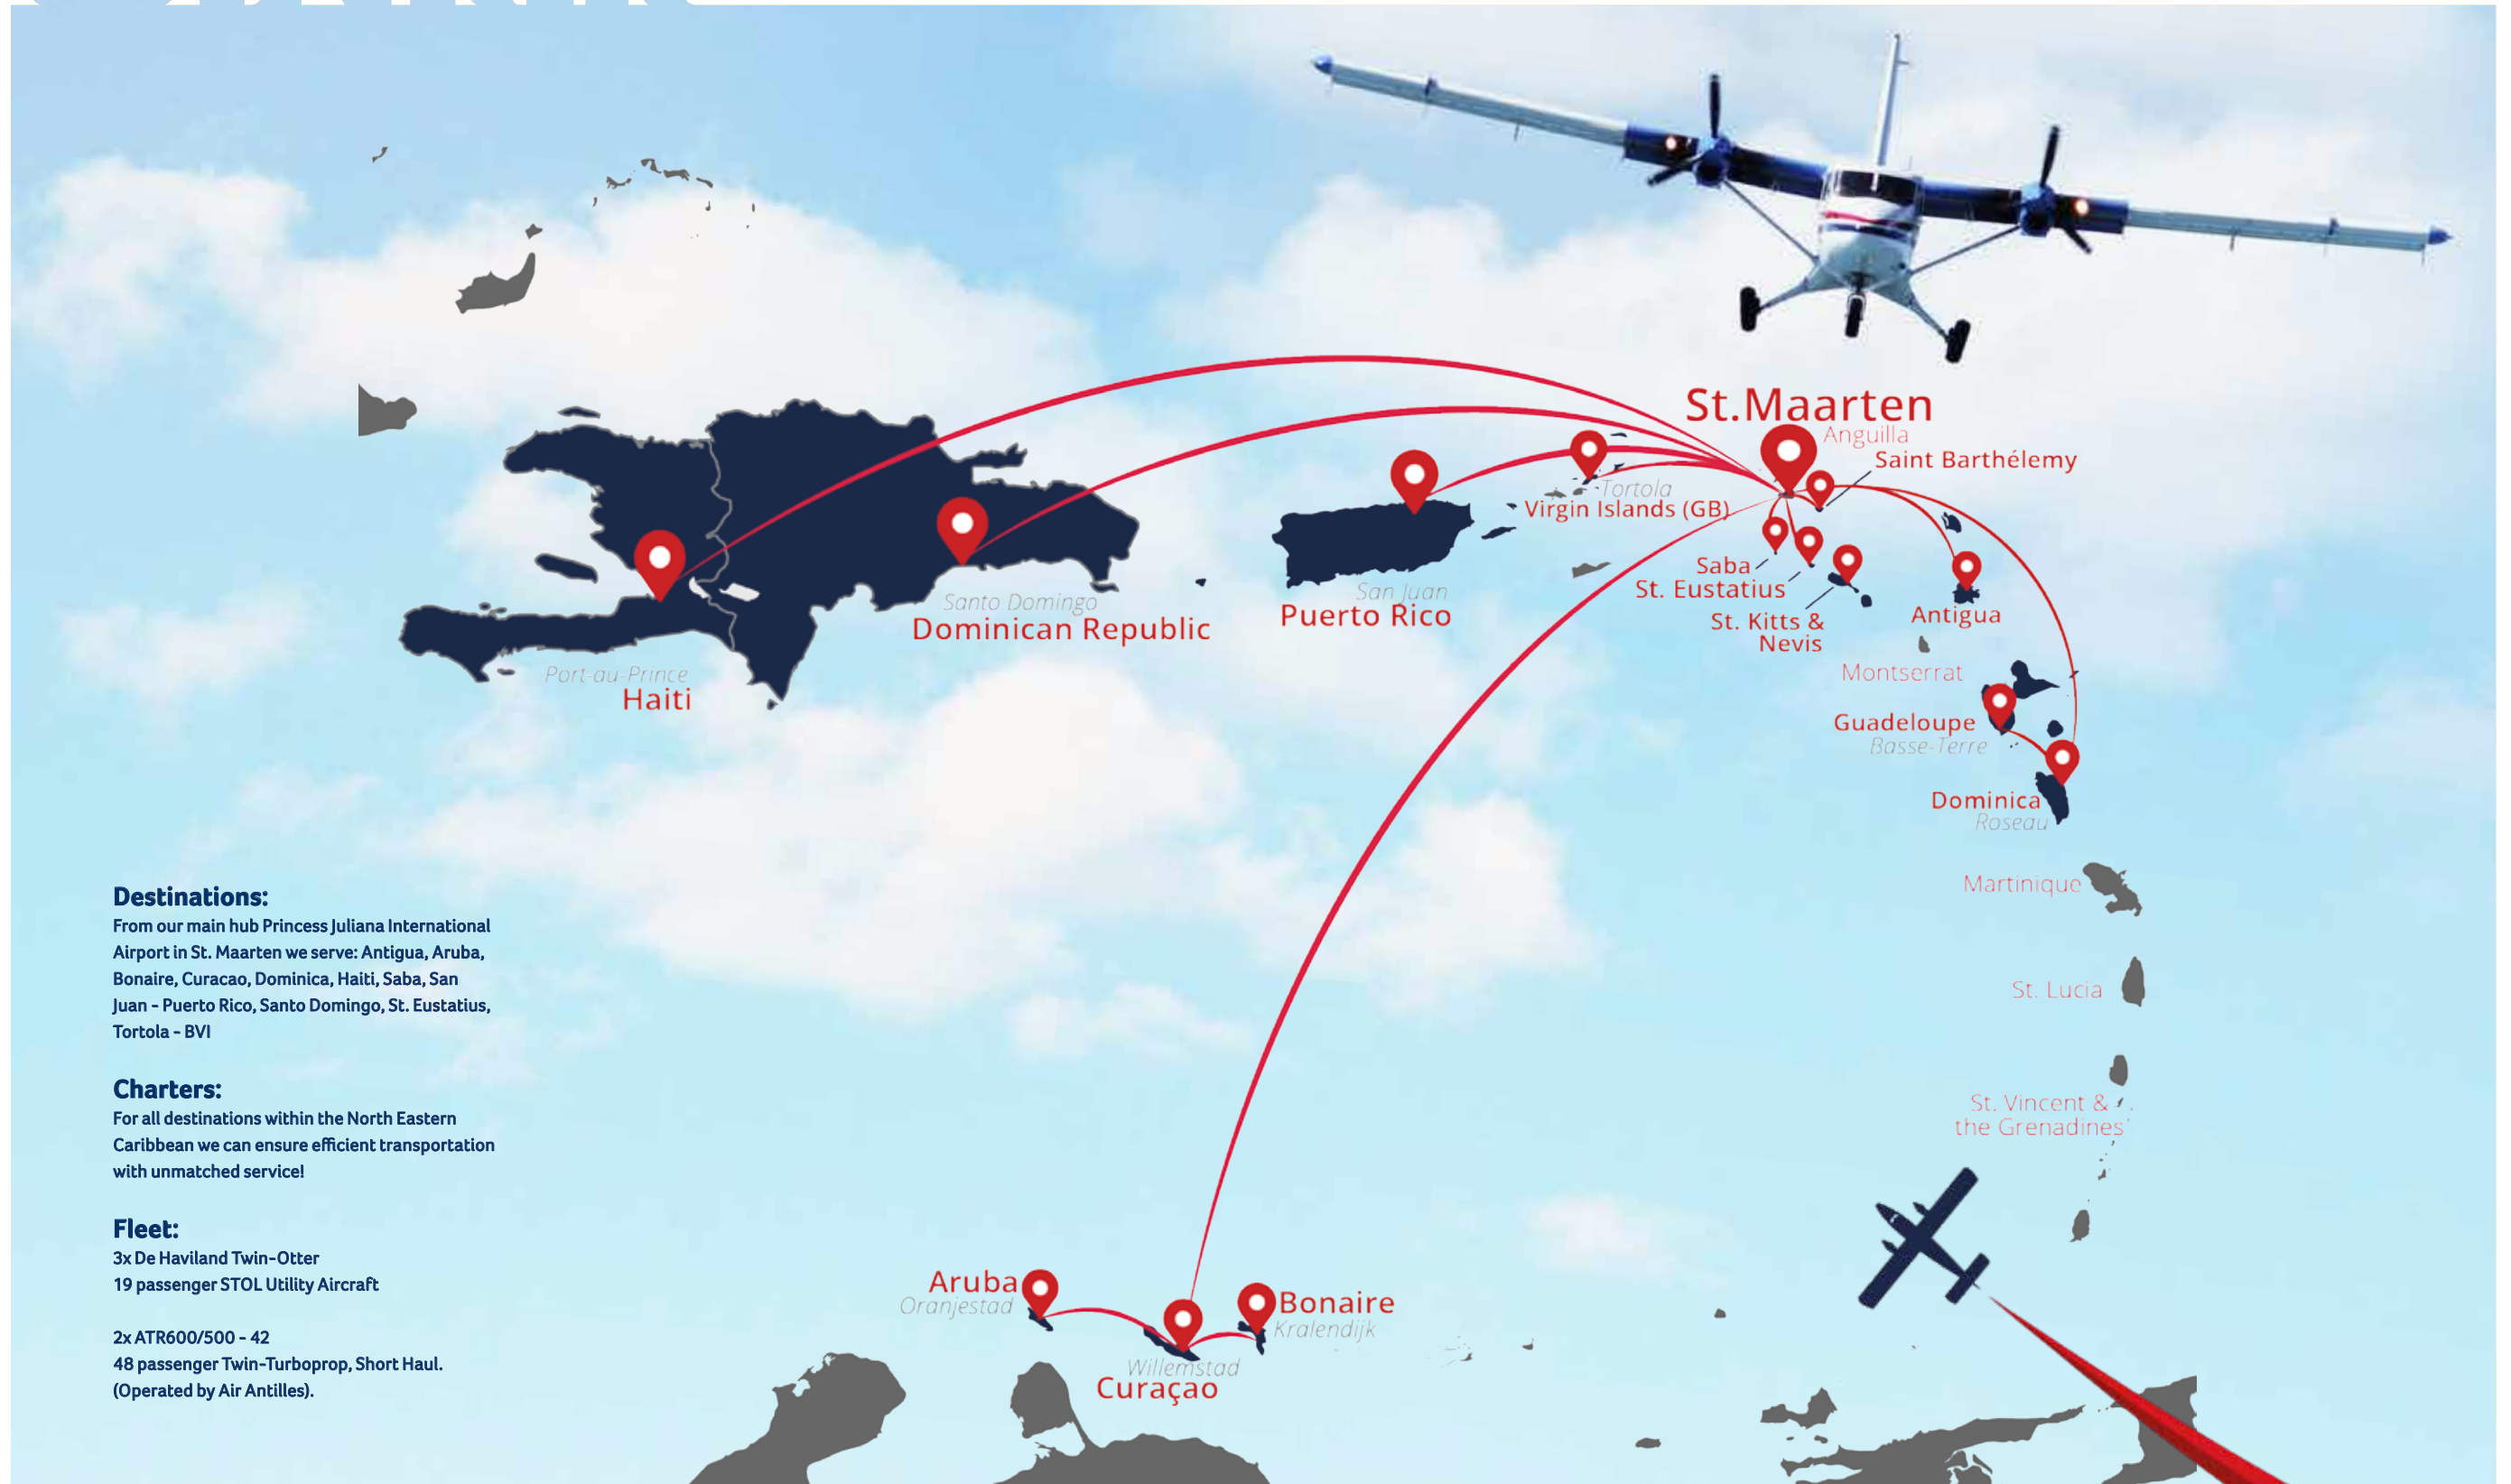 St.Maarten
Anguilla
Saint Barthélemy
Tortola
Virgin Islands (GB)
Saba
St. Eustatius
St. Kitts &
Nevis
Antigua
San Juan
Puerto Rico
Santo Domingo
Dominican Republic
Port-au-Prince
Haiti
Montserrat
Guadeloupe
Basse-Terre
Dominica
Roseau
Martinique
St. Lucia
St. Vincent &
the Grenadines
Destinations:
From our main hub Princess Juliana International
Airport in St. Maarten we serve: Antigua, Aruba,
Bonaire, Curacao, Dominica, Haiti, Saba, San
Juan - Puerto Rico, Santo Domingo, St. Eustatius,
Tortola - BVI
Charters:
For all destinations within the North Eastern
Caribbean we can ensure efficient transportation
with unmatched service!
Fleet:
3x De Haviland Twin-Otter
19 passenger STOL Utility Aircraft
2x ATR600/500 - 42
48 passenger Twin-Turboprop, Short Haul.
(Operated by Air Antilles).
Aruba
Oranjestad
Bonaire
Kralendijk
Willemstad
Curaçao